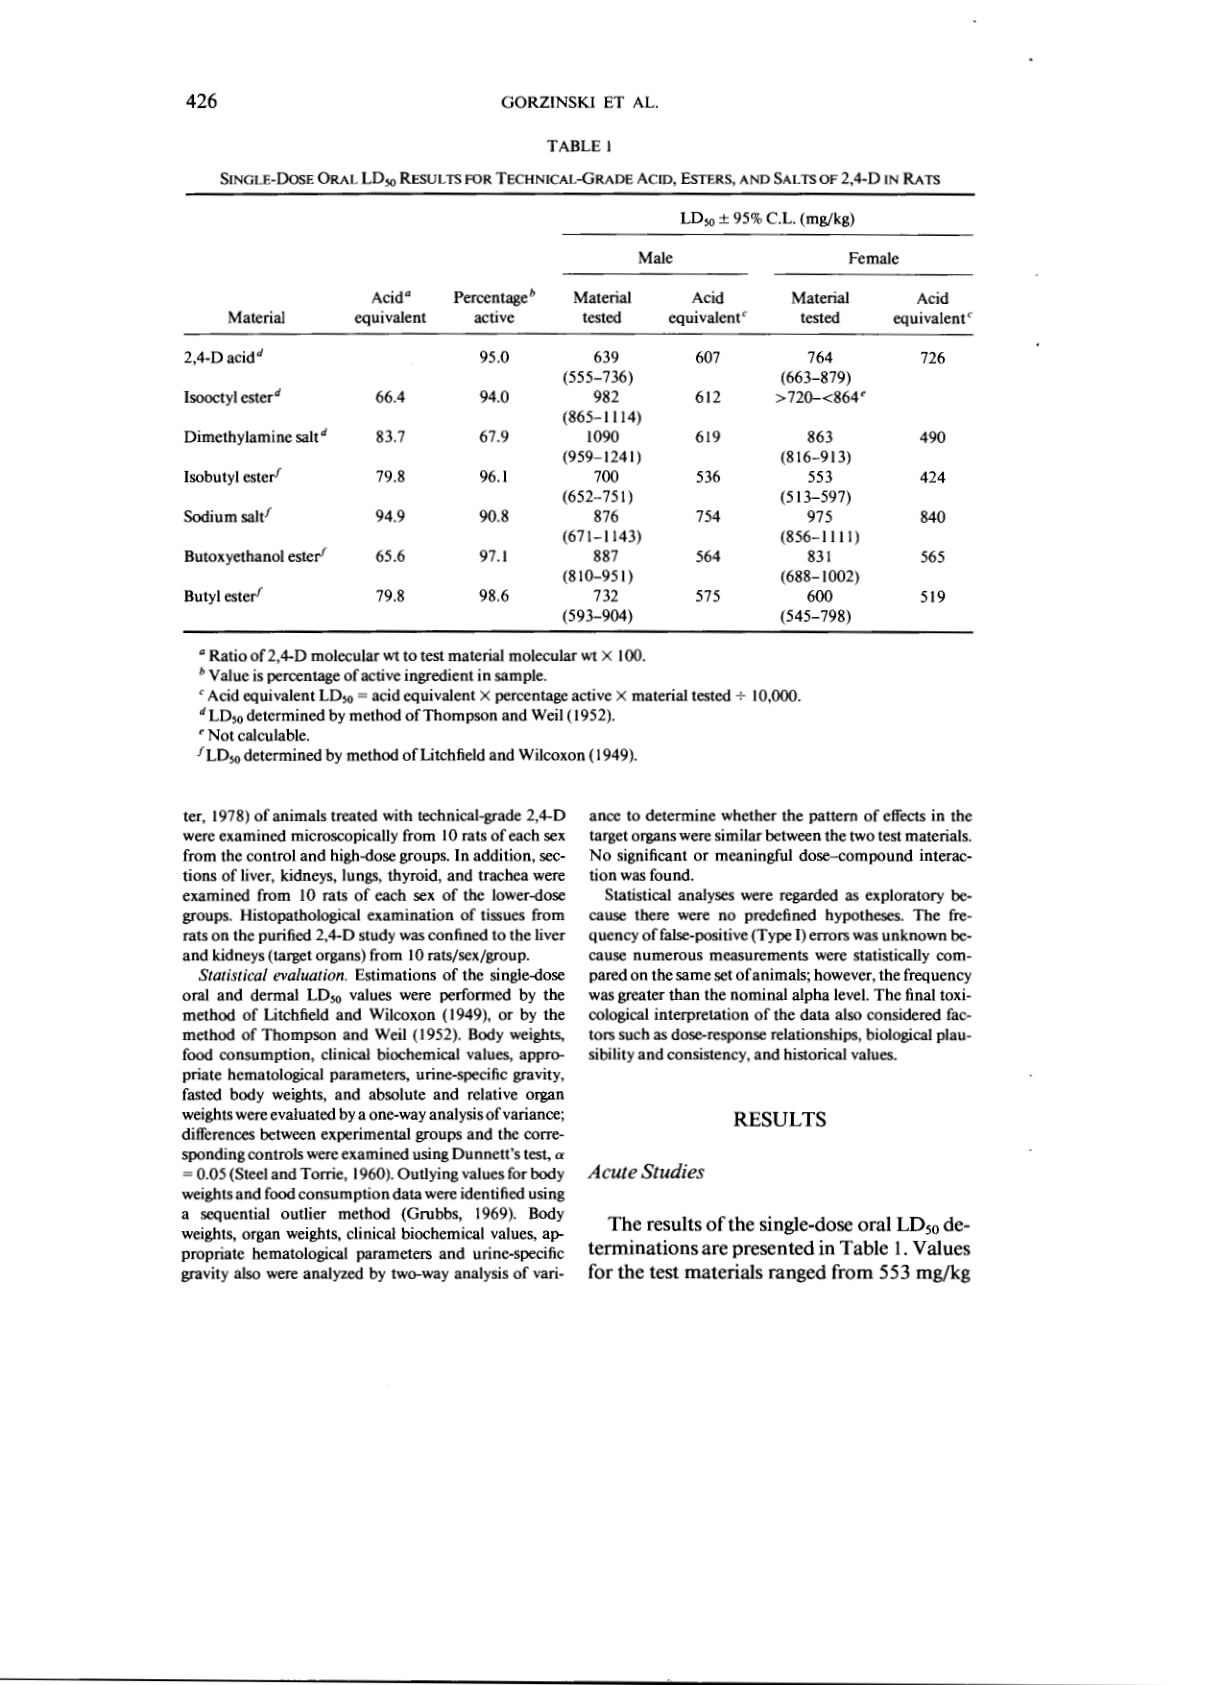 426
GORZINSKI ET AL.
TABLE 1
SINGLE-DOSE ORAL LD50 RESULTS FOR TECHNICAL-GRADE ACID, ESTERS, AND SALTS OF 2,4-D IN RATS
LD50 ± 95% C.L. (mg/kg)
Male Female
Acid^a Percentage^b Material Acid Material Acid
Material equivalent active tested equivalent^c tested equivalent^c
2,4-D acid^d 95.0 639 607 764 726
(555–736) (663–879)
Isooctyl ester^d 66.4 94.0 982 612 >720–<864^e
(865–1114)
Dimethylamine salt^d 83.7 67.9 1090 619 863 490
(959–1241) (816–913)
Isobutyl ester^f 79.8 96.1 700 536 553 424
(652–751) (513–597)
Sodium salt^f 94.9 90.8 876 754 975 840
(671–1143) (856–1111)
Butoxyethanol ester^f 65.6 97.1 887 564 831 565
(810–951) (688–1002)
Butyl ester^f 79.8 98.6 732 575 600 519
(593–904) (545–798)
^a Ratio of 2,4-D molecular wt to test material molecular wt × 100.
^b Value is percentage of active ingredient in sample.
^c Acid equivalent LD50 = acid equivalent × percentage active × material tested ÷ 10,000.
^d LD50 determined by method of Thompson and Weil (1952).
^e Not calculable.
^f LD50 determined by method of Litchfield and Wilcoxon (1949).
ter, 1978) of animals treated with technical-grade 2,4-D
were examined microscopically from 10 rats of each sex
from the control and high-dose groups. In addition, sec-
tions of liver, kidneys, lungs, thyroid, and trachea were
examined from 10 rats of each sex of the lower-dose
groups. Histopathological examination of tissues from
rats on the purified 2,4-D study was confined to the liver
and kidneys (target organs) from 10 rats/sex/group.
Statistical evaluation. Estimations of the single-dose
oral and dermal LD50 values were performed by the
method of Litchfield and Wilcoxon (1949), or by the
method of Thompson and Weil (1952). Body weights,
food consumption, clinical biochemical values, appro-
priate hematological parameters, urine-specific gravity,
fasted body weights, and absolute and relative organ
weights were evaluated by a one-way analysis of variance;
differences between experimental groups and the corre-
sponding controls were examined using Dunnett's test, α
= 0.05 (Steel and Torrie, 1960). Outlying values for body
weights and food consumption data were identified using
a sequential outlier method (Grubbs, 1969). Body
weights, organ weights, clinical biochemical values, ap-
propriate hematological parameters and urine-specific
gravity also were analyzed by two-way analysis of vari-
ance to determine whether the pattern of effects in the
target organs were similar between the two test materials.
No significant or meaningful dose–compound interac-
tion was found.
Statistical analyses were regarded as exploratory be-
cause there were no predefined hypotheses. The fre-
quency of false-positive (Type I) errors was unknown be-
cause numerous measurements were statistically com-
pared on the same set of animals; however, the frequency
was greater than the nominal alpha level. The final toxi-
cological interpretation of the data also considered fac-
tors such as dose-response relationships, biological plau-
sibility and consistency, and historical values.
RESULTS
Acute Studies
The results of the single-dose oral LD50 de-
terminations are presented in Table 1. Values
for the test materials ranged from 553 mg/kg